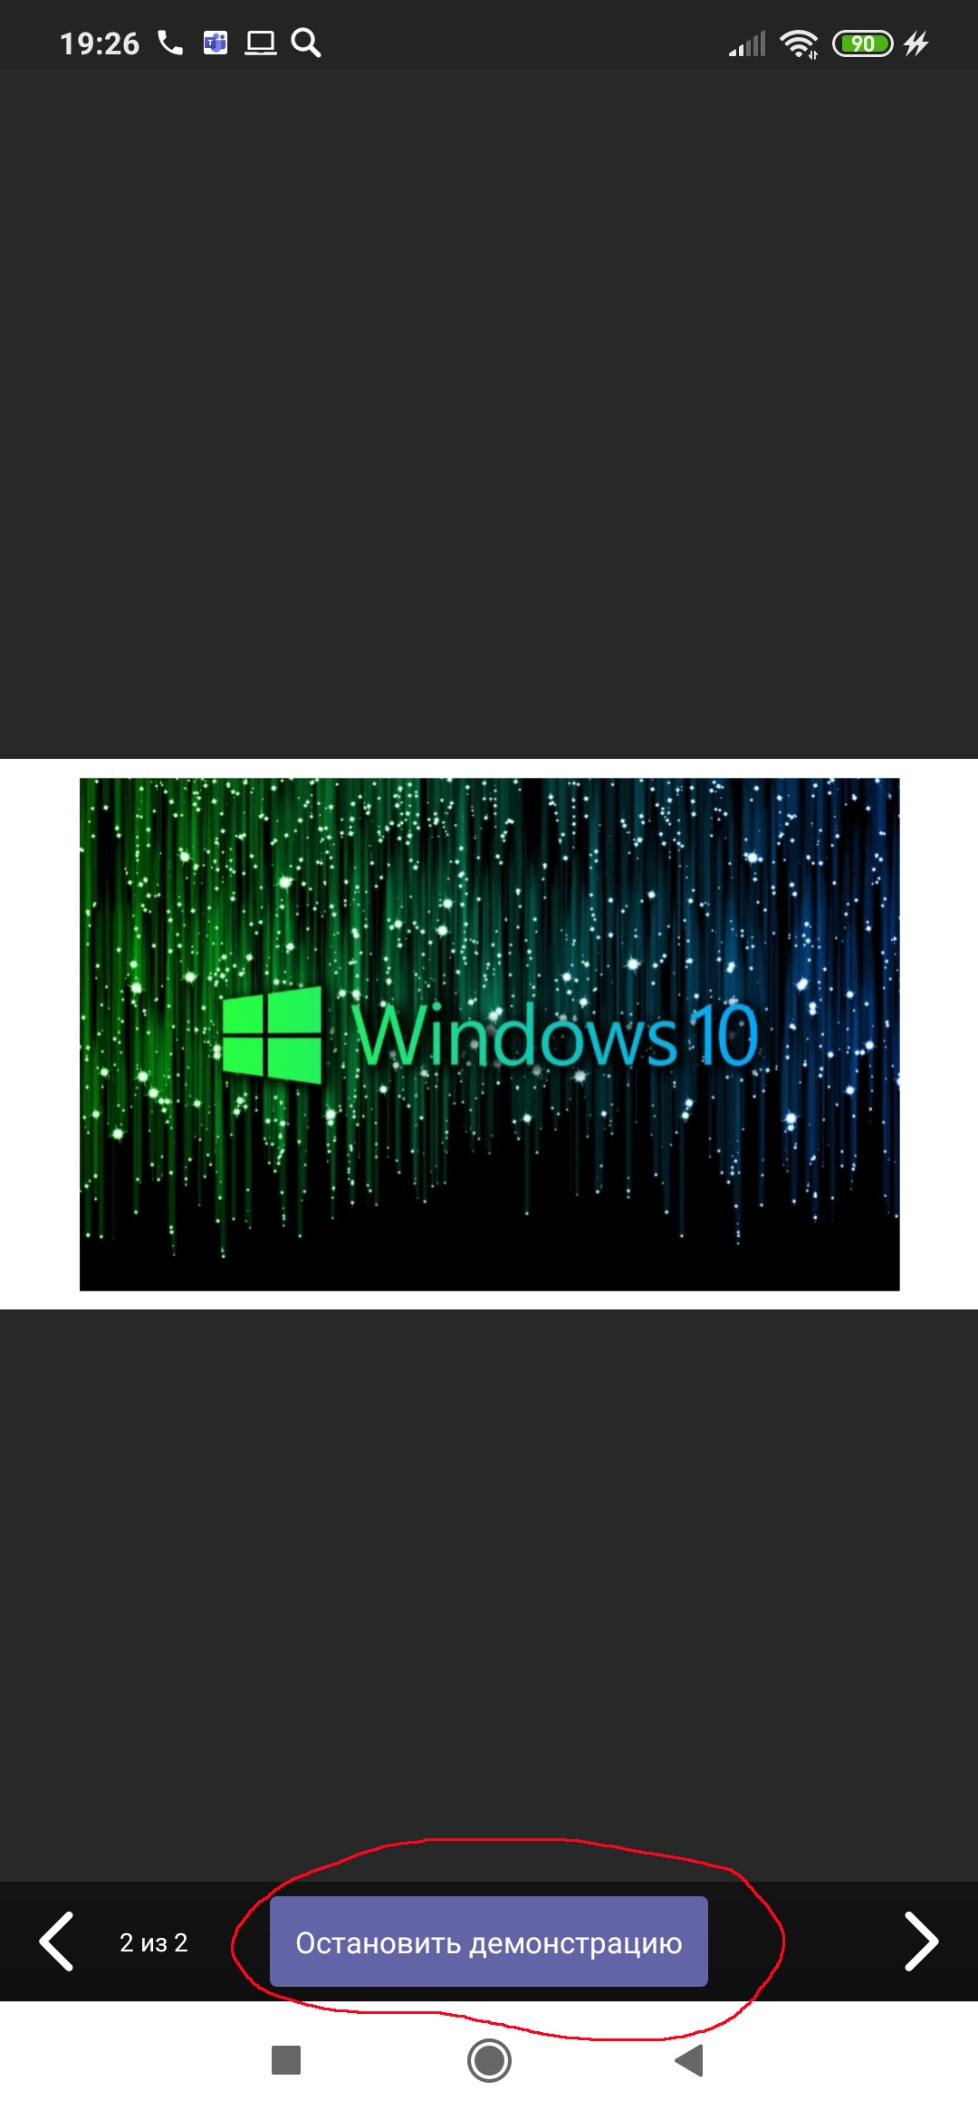 19:26
90
Windows 10
2 из 2
Остановить демонстрацию